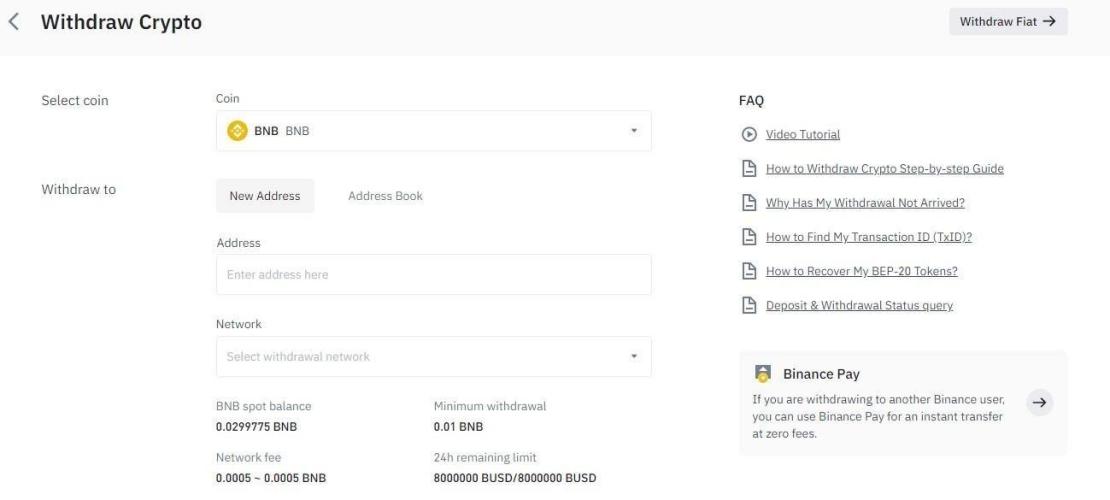 Withdraw Crypto
Withdraw Fiat →
Select coin
Coin
BNB BNB
Withdraw to
New Address
Address Book
Address
Enter address here
Network
Select withdrawal network
BNB spot balance
0.0299775 BNB
Minimum withdrawal
0.01 BNB
Network fee
0.0005 ~ 0.0005 BNB
24h remaining limit
8000000 BUSD/8000000 BUSD
FAQ
Video Tutorial
How to Withdraw Crypto Step-by-step Guide
Why Has My Withdrawal Not Arrived?
How to Find My Transaction ID (TxID)?
How to Recover My BEP-20 Tokens?
Deposit & Withdrawal Status query
Binance Pay
If you are withdrawing to another Binance user,
you can use Binance Pay for an instant transfer
at zero fees.